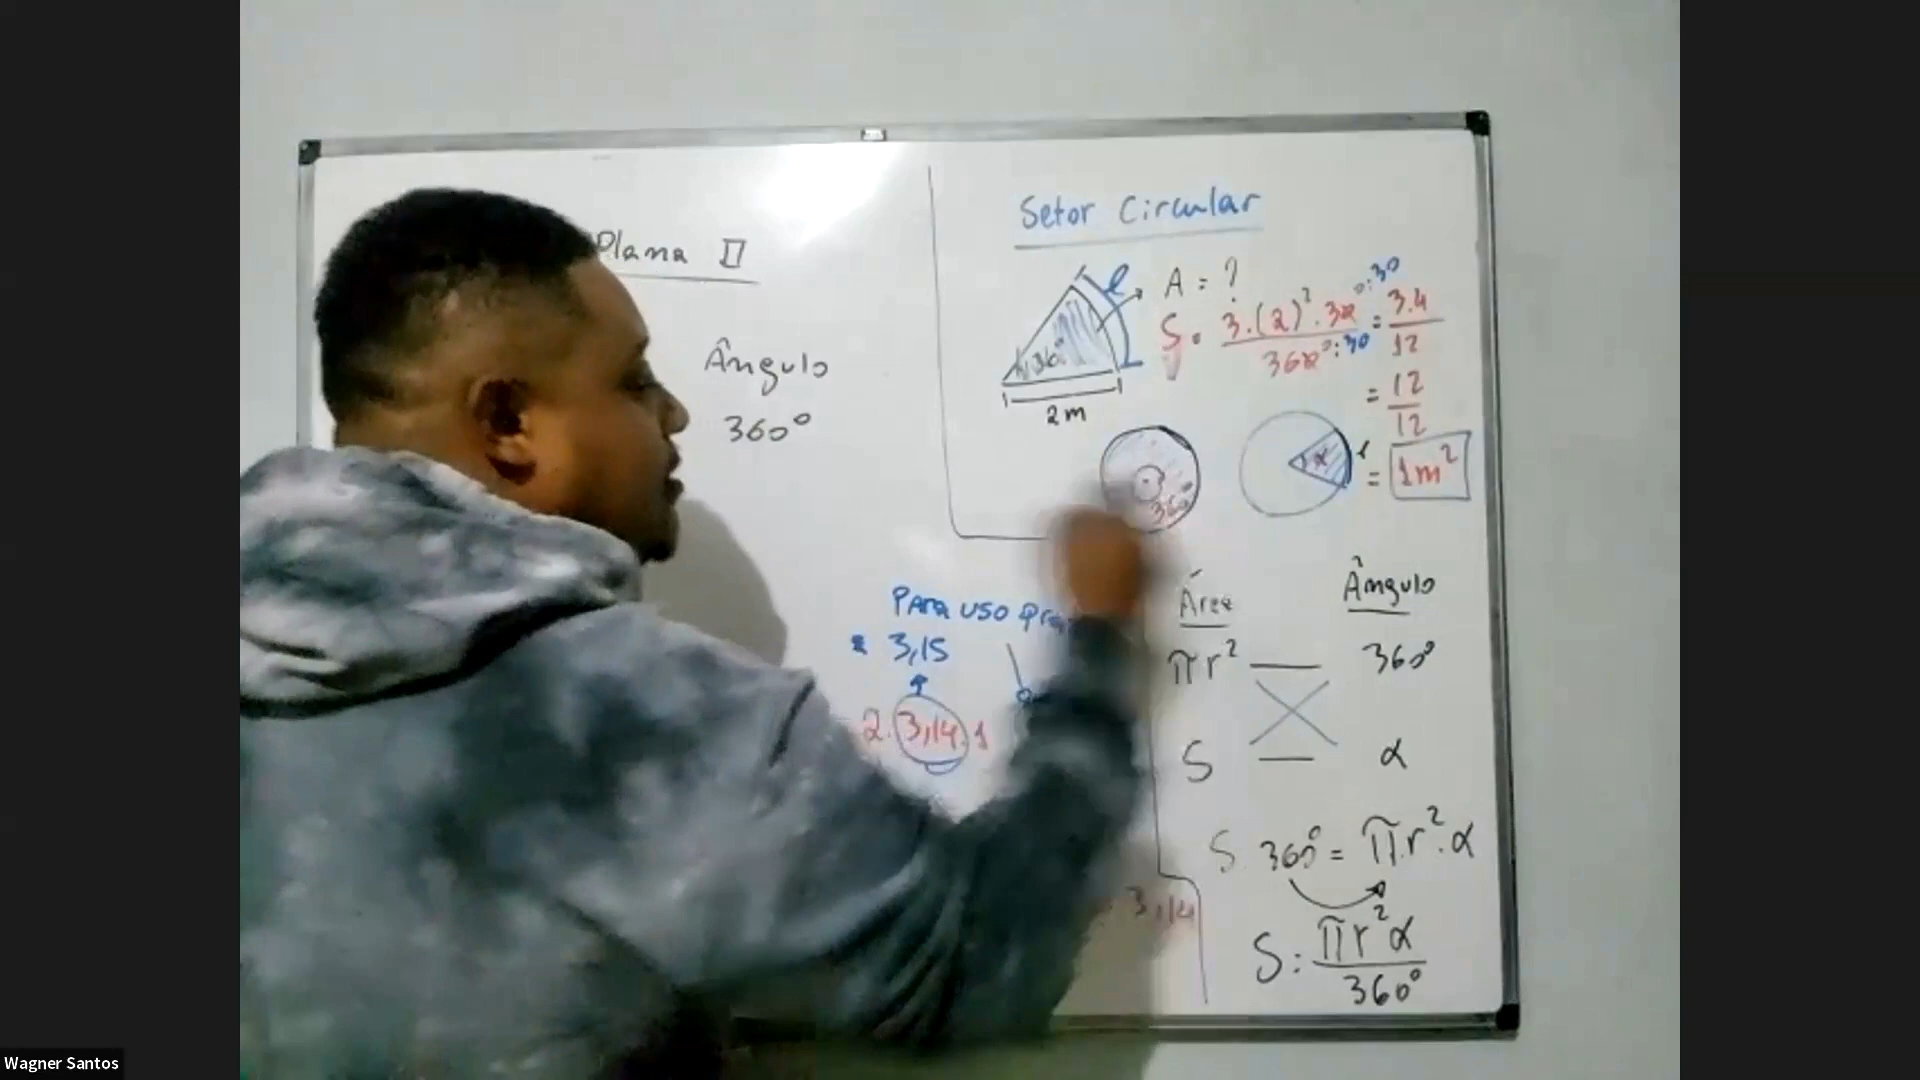 Plana II
Ângulo
360°
Setor Circular
l
A = ?
30°
2m
S = 3.(2)².30°:30 / 360°:30 = 3.4 / 12
= 12 / 12
= 1m²
360°
α
l
Para uso
≈ 3,15
2.3,14.1
Área Ângulo
πr² — 360°
S — α
S. 360° = π.r².α
S = πr²α / 360°
3,14
Wagner Santos